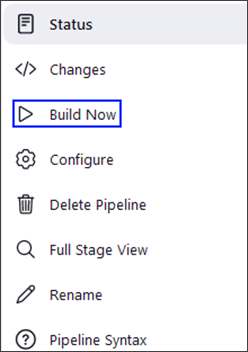 Status
</> Changes
Build Now
Configure
Delete Pipeline
Full Stage View
Rename
Pipeline Syntax